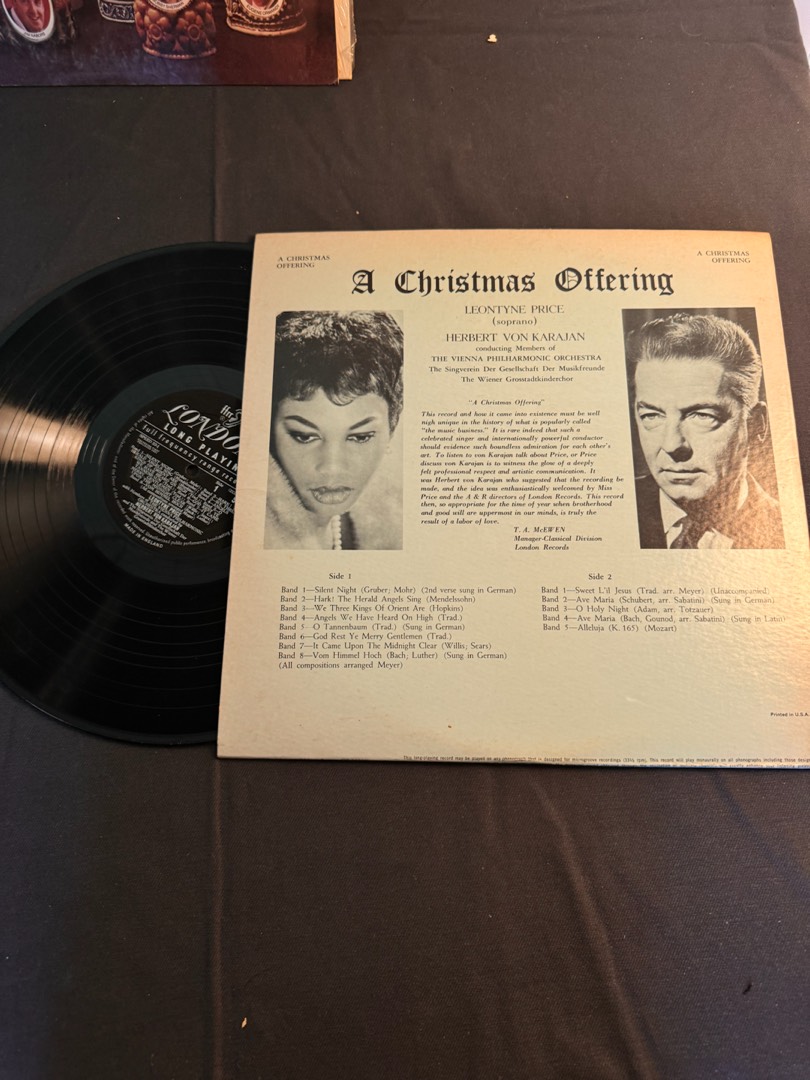 A CHRISTMAS
OFFERING
A CHRISTMAS
OFFERING
A Christmas Offering
LEONTYNE PRICE
(soprano)
HERBERT VON KARAJAN
conducting Members of
THE VIENNA PHILHARMONIC ORCHESTRA
The Singverein Der Gesellschaft Der Musikfreunde
The Wiener Grosstadtkinderchor
"A Christmas Offering"
This record and how it came into existence must be well
nigh unique in the history of what is popularly called
"the music business." It is rare indeed that such a
celebrated singer and internationally powerful conductor
should evidence such boundless admiration for each other's
art. To listen to von Karajan talk about Price, or Price
discuss von Karajan is to witness the glow of a deeply
felt professional respect and artistic communication. It
was Herbert von Karajan who suggested that the recording be
made, and the idea was enthusiastically welcomed by Miss
Price and the A & R directors of London Records. This record
then, so appropriate for the time of year when brotherhood
and good will are uppermost in our minds, is truly the
result of a labor of love.
T. A. McEWEN
Manager-Classical Division
London Records
Side 1
Band 1—Silent Night (Gruber; Mohr) (2nd verse sung in German)
Band 2—Hark! The Herald Angels Sing (Mendelssohn)
Band 3—We Three Kings Of Orient Are (Hopkins)
Band 4—Angels We Have Heard On High (Trad.)
Band 5—O Tannenbaum (Trad.) (Sung in German)
Band 6—God Rest Ye Merry Gentlemen (Trad.)
Band 7—It Came Upon The Midnight Clear (Willis; Sears)
Band 8—Vom Himmel Hoch (Bach; Luther) (Sung in German)
(All compositions arranged Meyer)
Side 2
Band 1—Sweet L'il Jesus (Trad. arr. Meyer) (Unaccompanied)
Band 2—Ave Maria (Schubert, arr. Sabatini) (Sung in German)
Band 3—O Holy Night (Adam, arr. Totzauer)
Band 4—Ave Maria (Bach, Gounod, arr. Sabatini) (Sung in Latin)
Band 5—Alleluja (K. 165) (Mozart)
Printed in U.S.A.
This long-playing record may be played on any phonograph
LONDO
LONG PLAYIN
full frequency range
1
MADE IN ENGLAND